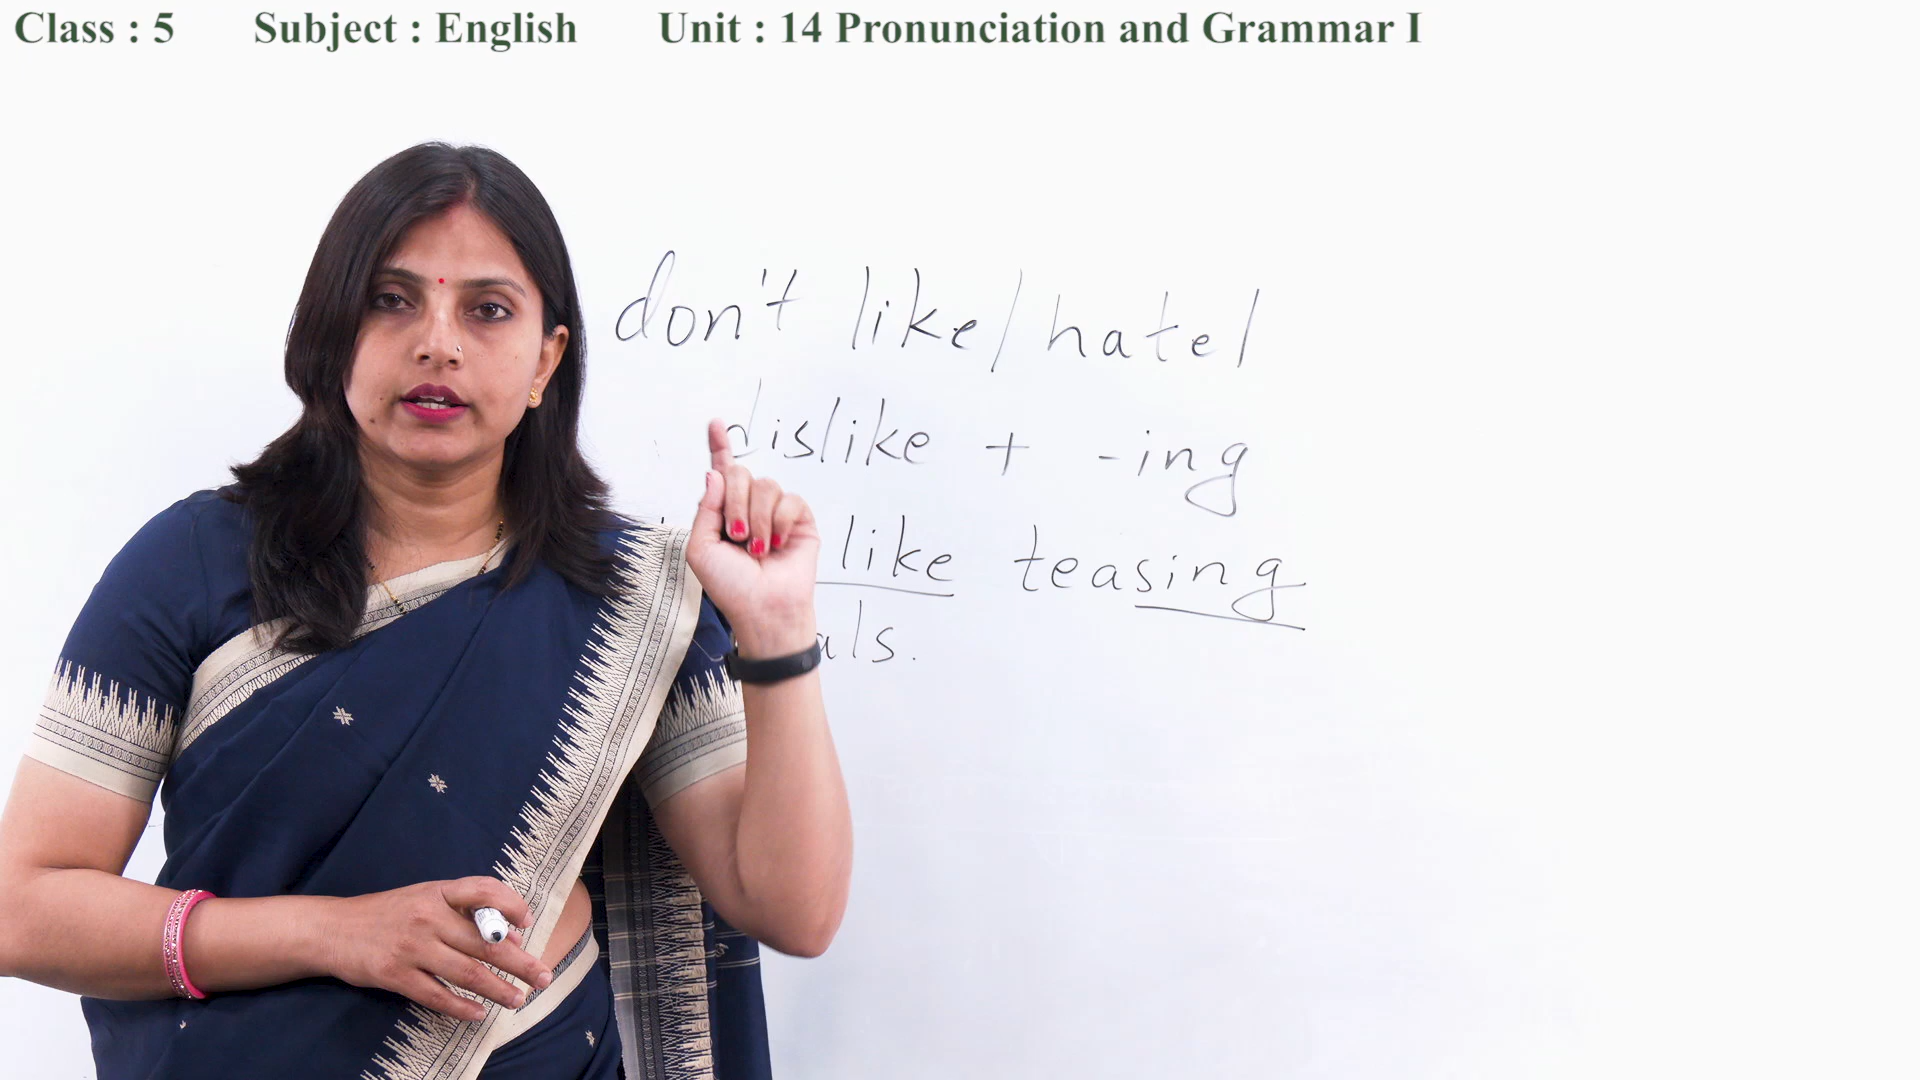 Class : 5 Subject : English Unit : 14 Pronunciation and Grammar I
don't like/hate/
dislike + -ing
like teasing
als.